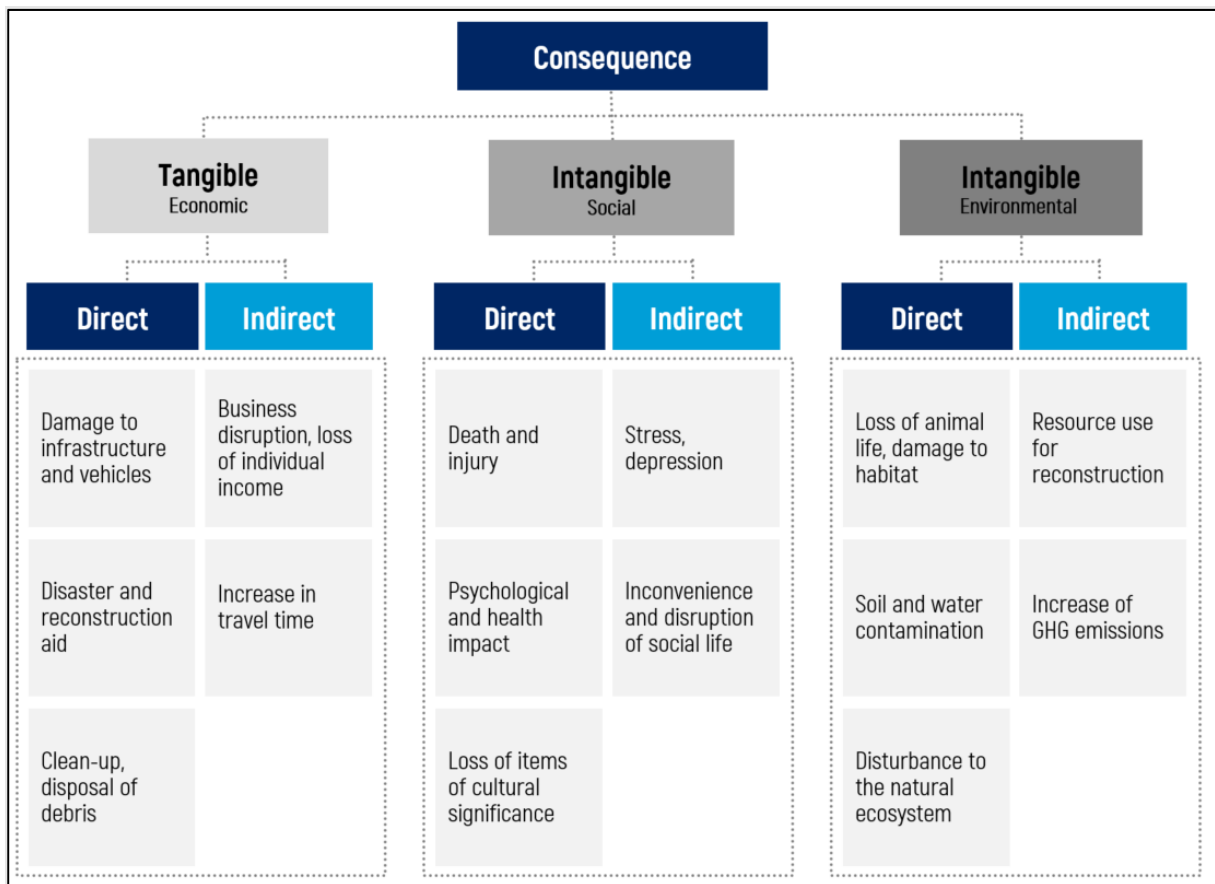 Consequence
Tangible
Economic
Intangible
Social
Intangible
Environmental
Direct
Indirect
Direct
Indirect
Direct
Indirect
Damage to
infrastructure
and vehicles
Business
disruption, loss
of individual
income
Death and
injury
Stress,
depression
Loss of animal
life, damage to
habitat
Resource use
for
reconstruction
Disaster and
reconstruction
aid
Increase in
travel time
Psychological
and health
impact
Inconvenience
and disruption
of social life
Soil and water
contamination
Increase of
GHG emissions
Clean-up,
disposal of
debris
Loss of items
of cultural
significance
Disturbance to
the natural
ecosystem